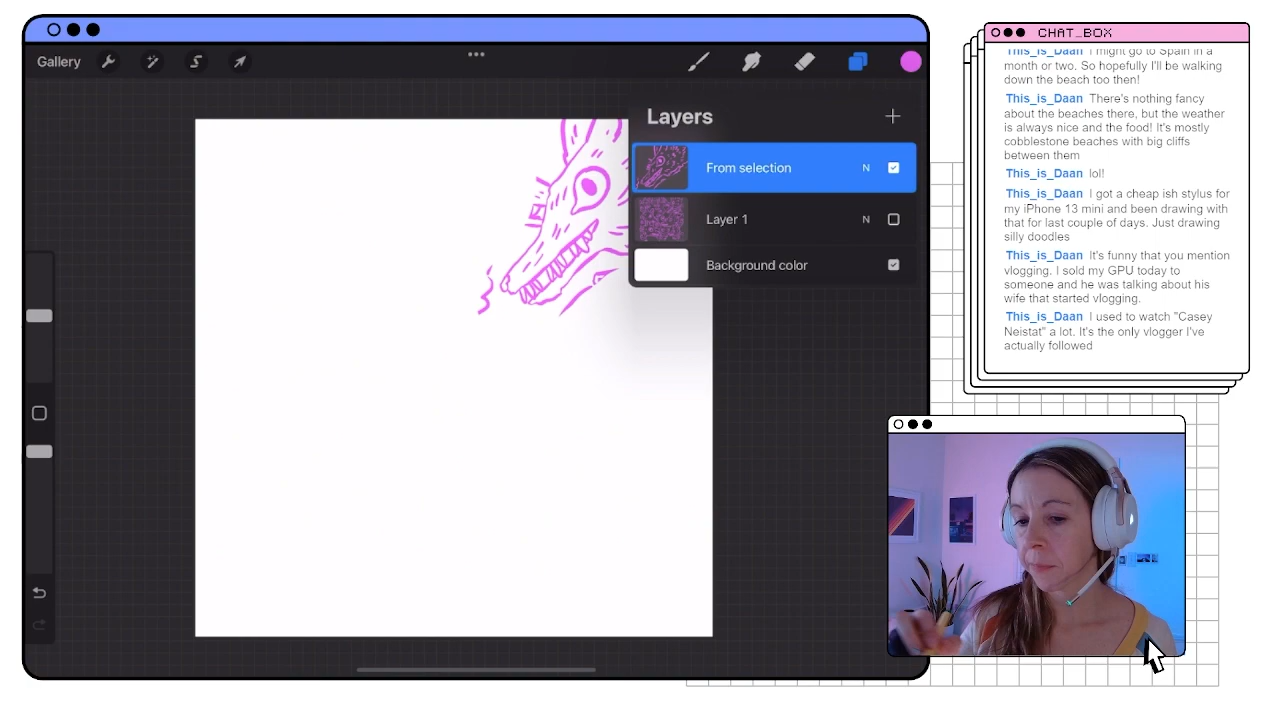 CHAT_BOX
Gallery
Layers
From selection N
Layer 1 N
Background color
This_is_Daan I might go to Spain in a
month or two. So hopefully I'll be walking
down the beach too then!
This_is_Daan There's nothing fancy
about the beaches there, but the weather
is always nice and the food! It's mostly
cobblestone beaches with big cliffs
between them
This_is_Daan lol!
This_is_Daan I got a cheap ish stylus for
my iPhone 13 mini and been drawing with
that for last couple of days. Just drawing
silly doodles
This_is_Daan It's funny that you mention
vlogging. I sold my GPU today to
someone and he was talking about his
wife that started vlogging.
This_is_Daan I used to watch "Casey
Neistat" a lot. It's the only vlogger I've
actually followed